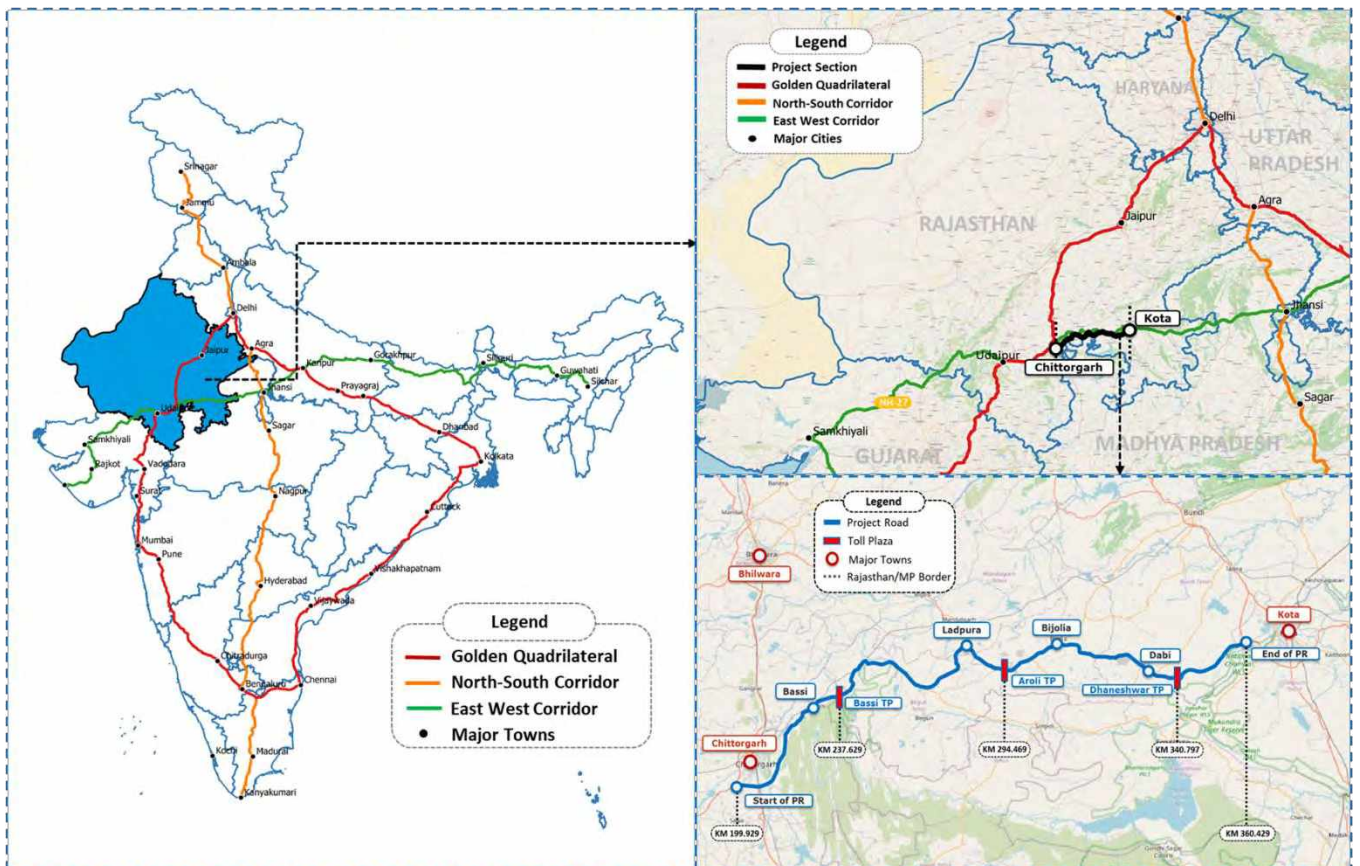 Srinagar
Jammu
Ambala
Delhi
Jaipur
Agra
Kanpur
Gorakhpur
Siliguri
Guwahati
Silchar
Prayagraj
Jhansi
Udaipur
Samkhiyali
Sagar
Dhanbad
Kolkata
Rajkot
Vadodara
Surat
Nagpur
Cuttock
Mumbai
Pune
Vishakhapatnam
Hyderabad
Vijaywada
Chitradurga
Bengaluru
Chennai
Kochi
Madurai
Kanyakumari
Legend
Golden Quadrilateral
North-South Corridor
East West Corridor
Major Towns
Legend
Project Section
Golden Quadrilateral
North-South Corridor
East West Corridor
Major Cities
HARYANA
Delhi
UTTAR
PRADESH
RAJASTHAN
Jaipur
Agra
Kota
Jhansi
Udaipur
Chittorgarh
NH-27
Sagar
Samkhiyali
GUJARAT
MADHYA PRADESH
Legend
Project Road
Toll Plaza
Major Towns
Rajasthan/MP Border
Bundi
Bhilwara
Kota
Ladpura
Bijolia
End of PR
Dabi
Bassi
Aroli TP
Dhaneshwar TP
Bassi TP
Chittorgarh
KM 237.629
KM 294.469
KM 340.797
Start of PR
KM 199.929
KM 360.429